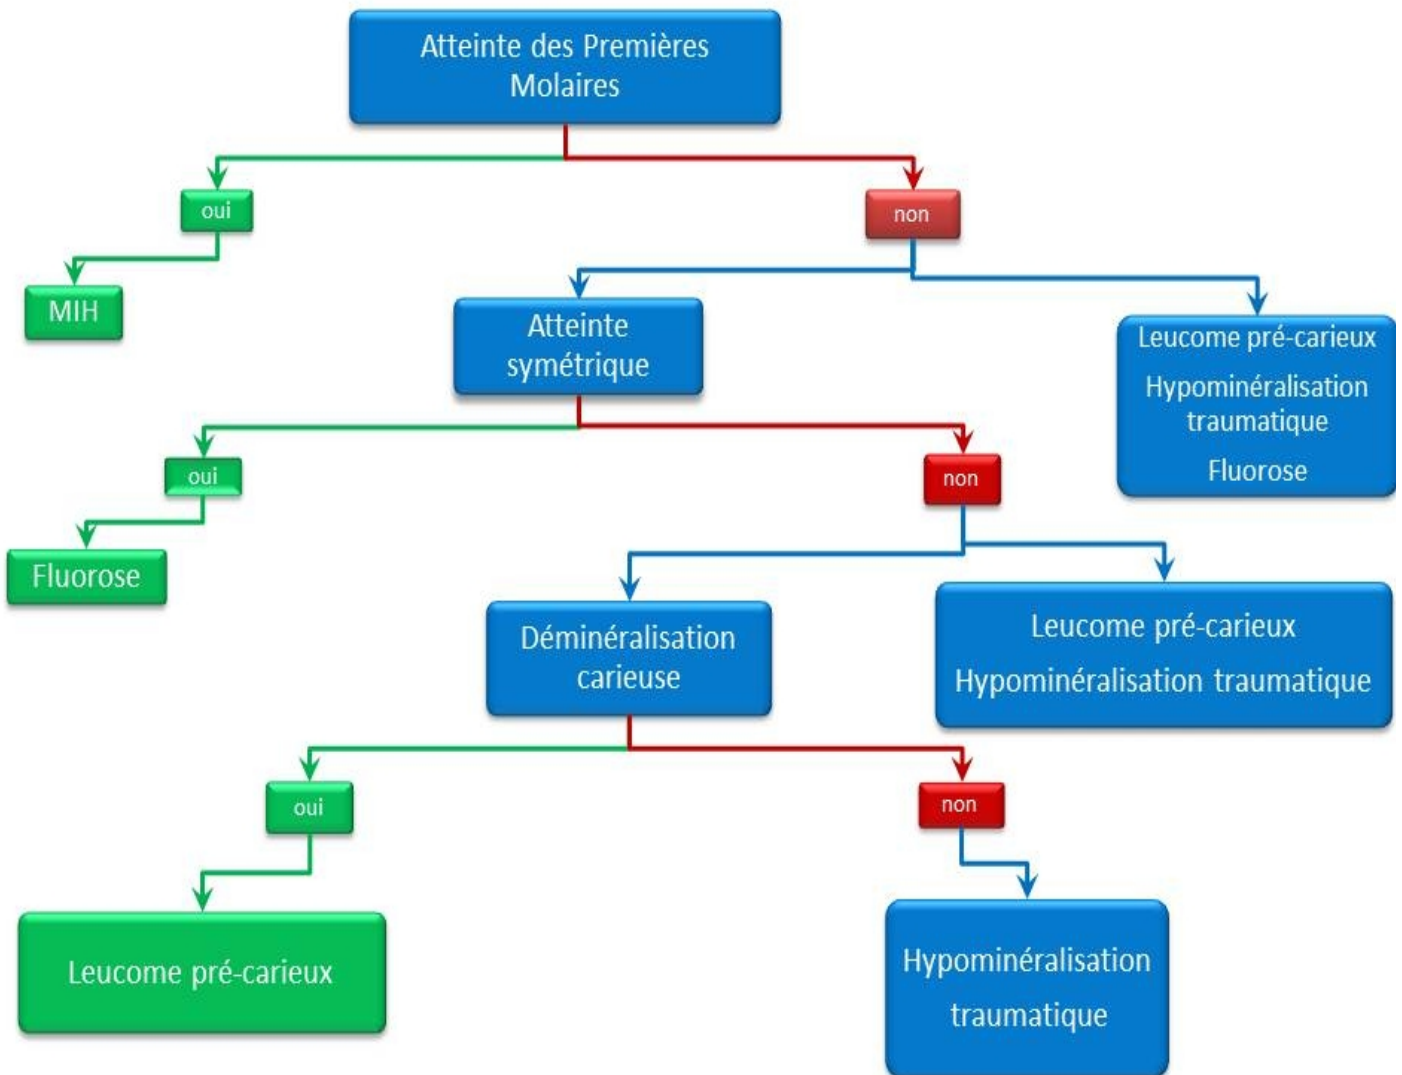 Atteinte des Premières
Molaires
oui
non
MIH
Atteinte
symétrique
Leucome pré-carieux
Hypominéralisation
traumatique
Fluorose
oui
non
Fluorose
Déminéralisation
carieuse
Leucome pré-carieux
Hypominéralisation traumatique
oui
non
Leucome pré-carieux
Hypominéralisation
traumatique